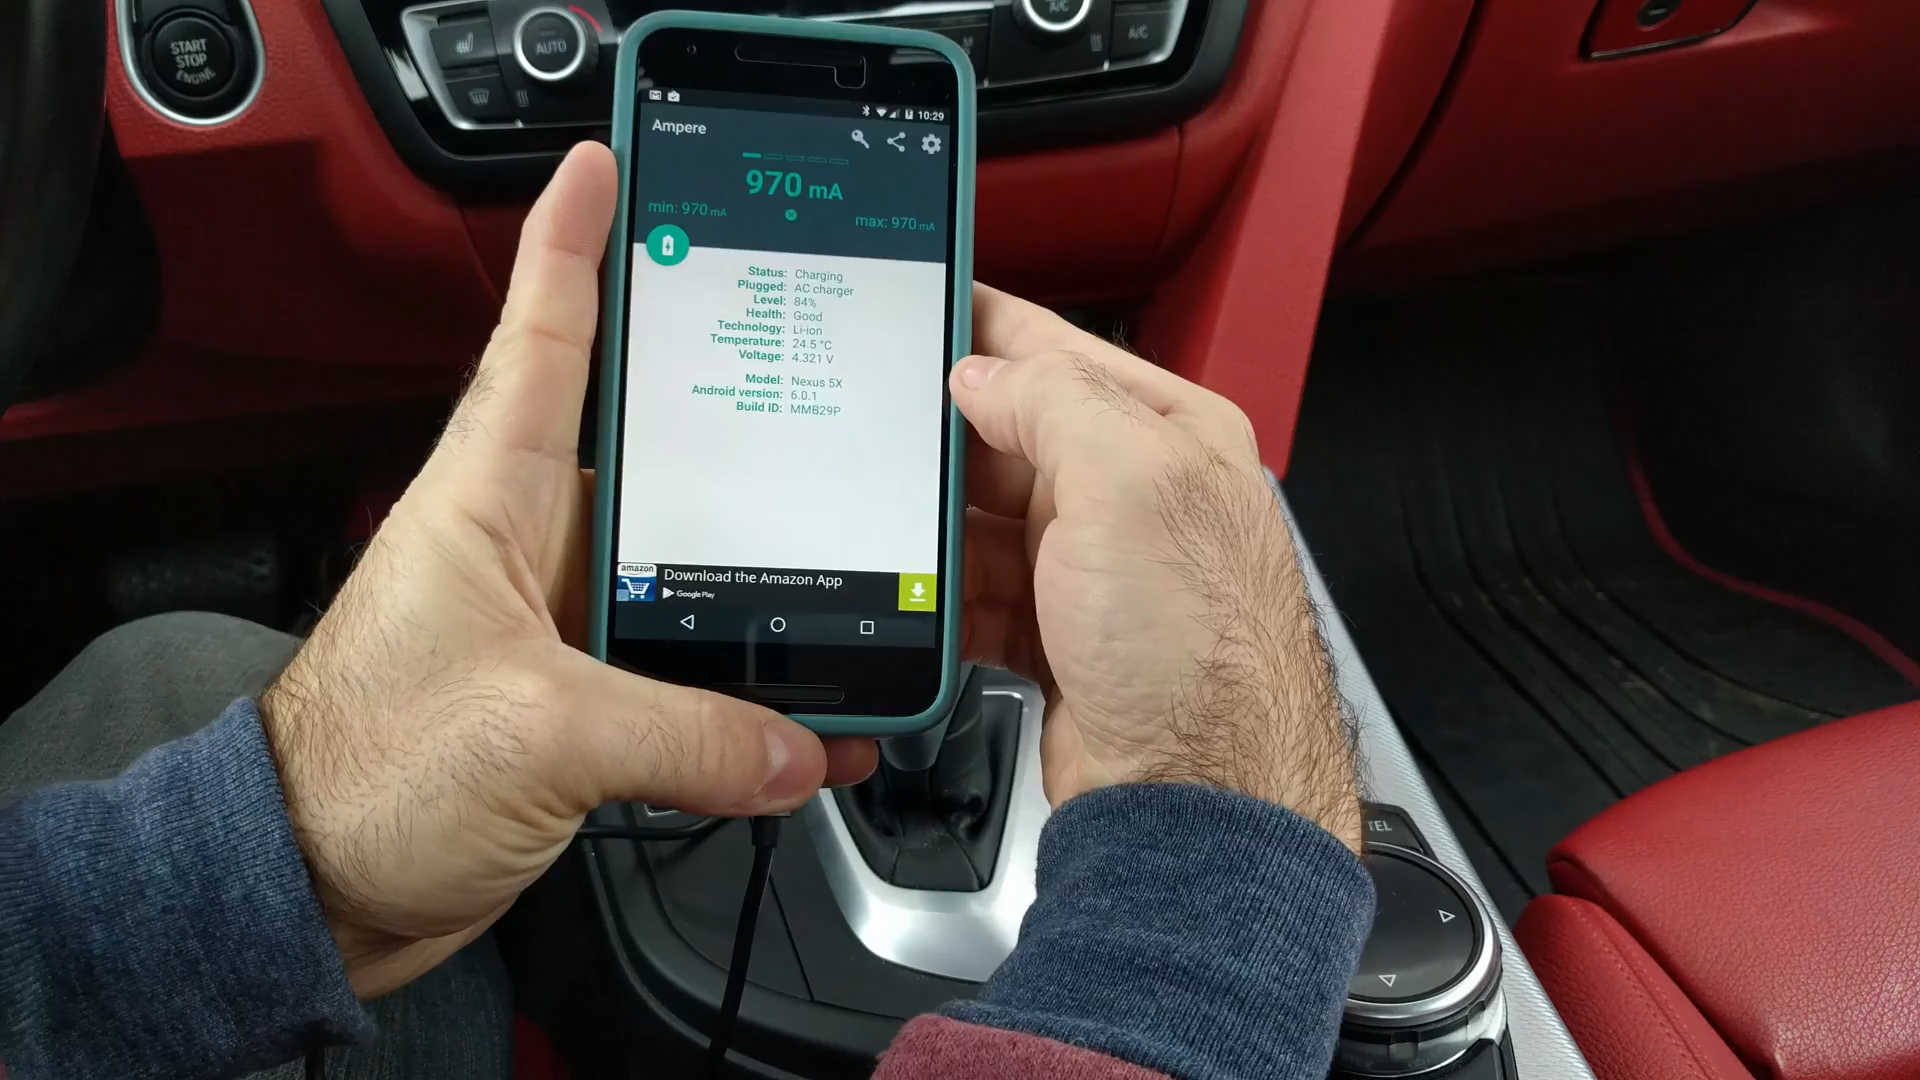 START
STOP
ENGINE
AUTO
A/C
A/C
10:29
Ampere
970 mA
min: 970 mA
max: 970 mA
Status: Charging
Plugged: AC charger
Level: 84%
Health: Good
Technology: Li-ion
Temperature: 24.5 °C
Voltage: 4.321 V
Model: Nexus 5X
Android version: 6.0.1
Build ID: MMB29P
amazon
Download the Amazon App
Google Play
TEL